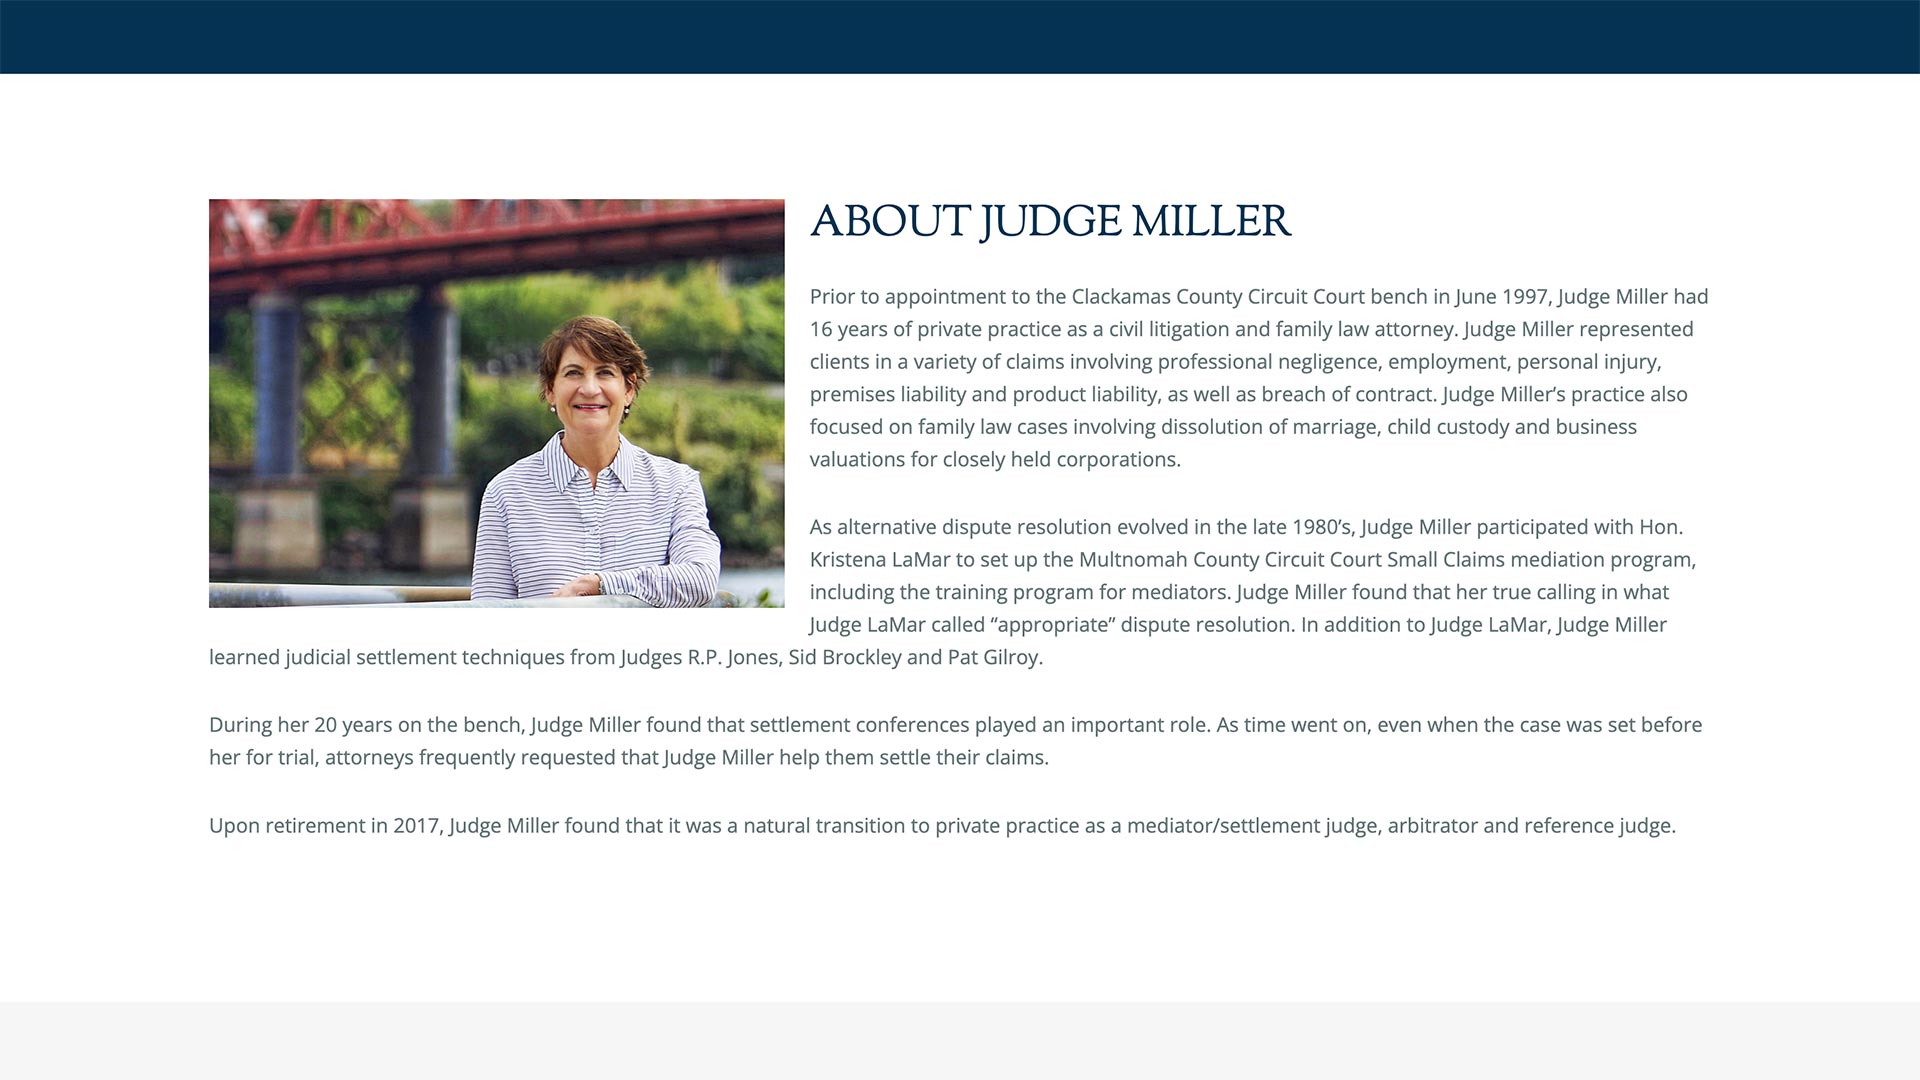 ABOUT JUDGE MILLER
Prior to appointment to the Clackamas County Circuit Court bench in June 1997, Judge Miller had
16 years of private practice as a civil litigation and family law attorney. Judge Miller represented
clients in a variety of claims involving professional negligence, employment, personal injury,
premises liability and product liability, as well as breach of contract. Judge Miller’s practice also
focused on family law cases involving dissolution of marriage, child custody and business
valuations for closely held corporations.
As alternative dispute resolution evolved in the late 1980’s, Judge Miller participated with Hon.
Kristena LaMar to set up the Multnomah County Circuit Court Small Claims mediation program,
including the training program for mediators. Judge Miller found that her true calling in what
Judge LaMar called “appropriate” dispute resolution. In addition to Judge LaMar, Judge Miller
learned judicial settlement techniques from Judges R.P. Jones, Sid Brockley and Pat Gilroy.
During her 20 years on the bench, Judge Miller found that settlement conferences played an important role. As time went on, even when the case was set before
her for trial, attorneys frequently requested that Judge Miller help them settle their claims.
Upon retirement in 2017, Judge Miller found that it was a natural transition to private practice as a mediator/settlement judge, arbitrator and reference judge.